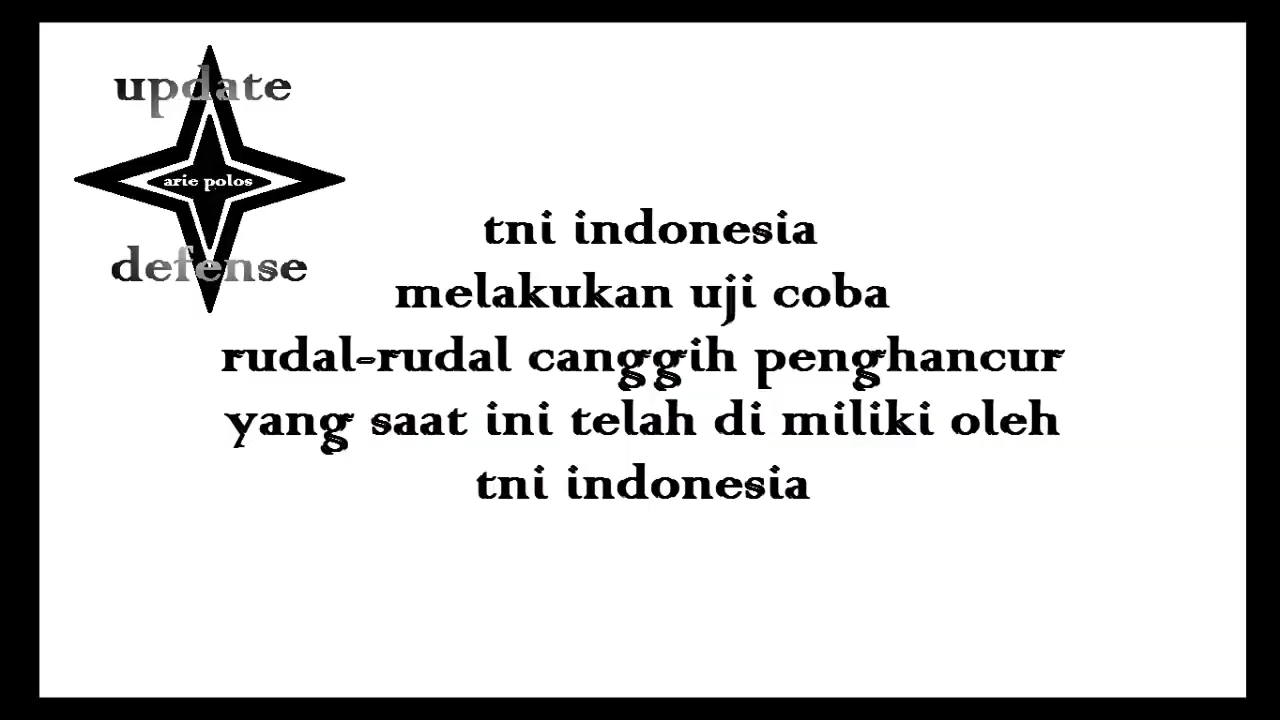 update
arie polos
defense
tni indonesia
melakukan uji coba
rudal-rudal canggih penghancur
yang saat ini telah di miliki oleh
tni indonesia